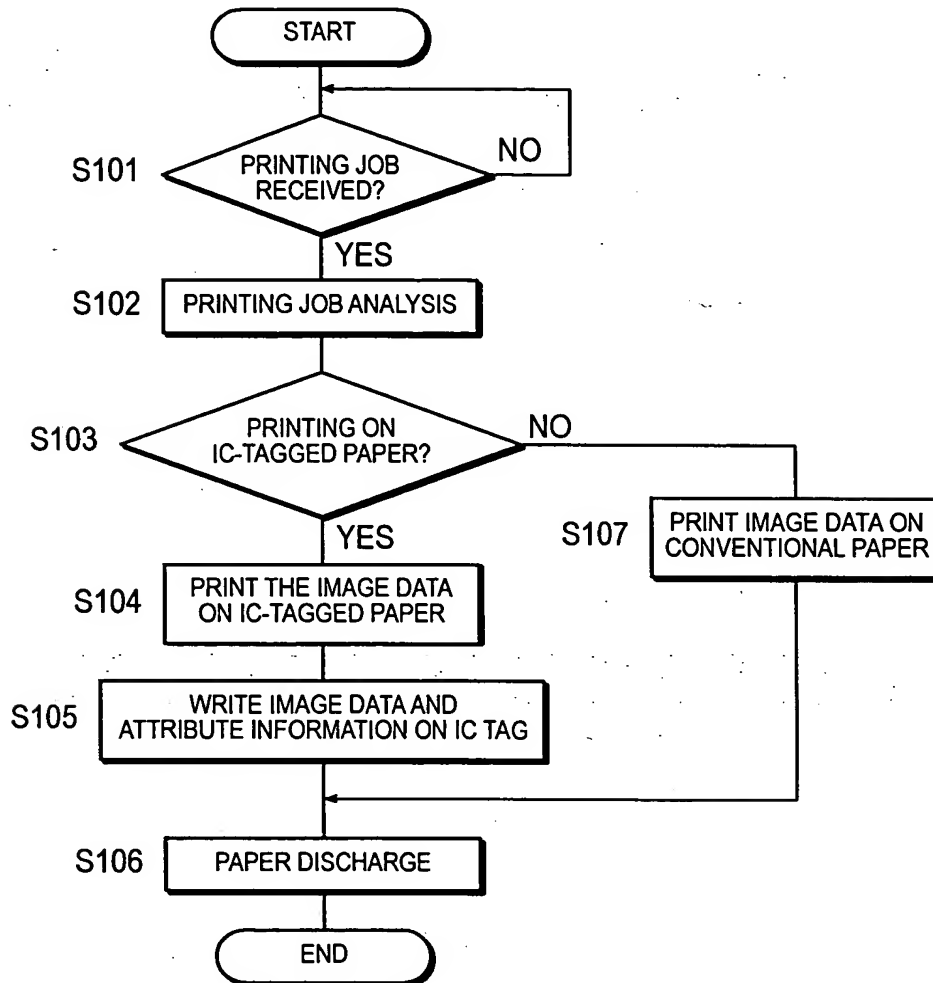 START
S101
PRINTING JOB
RECEIVED?
NO
YES
S102
PRINTING JOB ANALYSIS
S103
PRINTING ON
IC-TAGGED PAPER?
NO
YES
S107
PRINT IMAGE DATA ON
CONVENTIONAL PAPER
S104
PRINT THE IMAGE DATA
ON IC-TAGGED PAPER
S105
WRITE IMAGE DATA AND
ATTRIBUTE INFORMATION ON IC TAG
S106
PAPER DISCHARGE
END